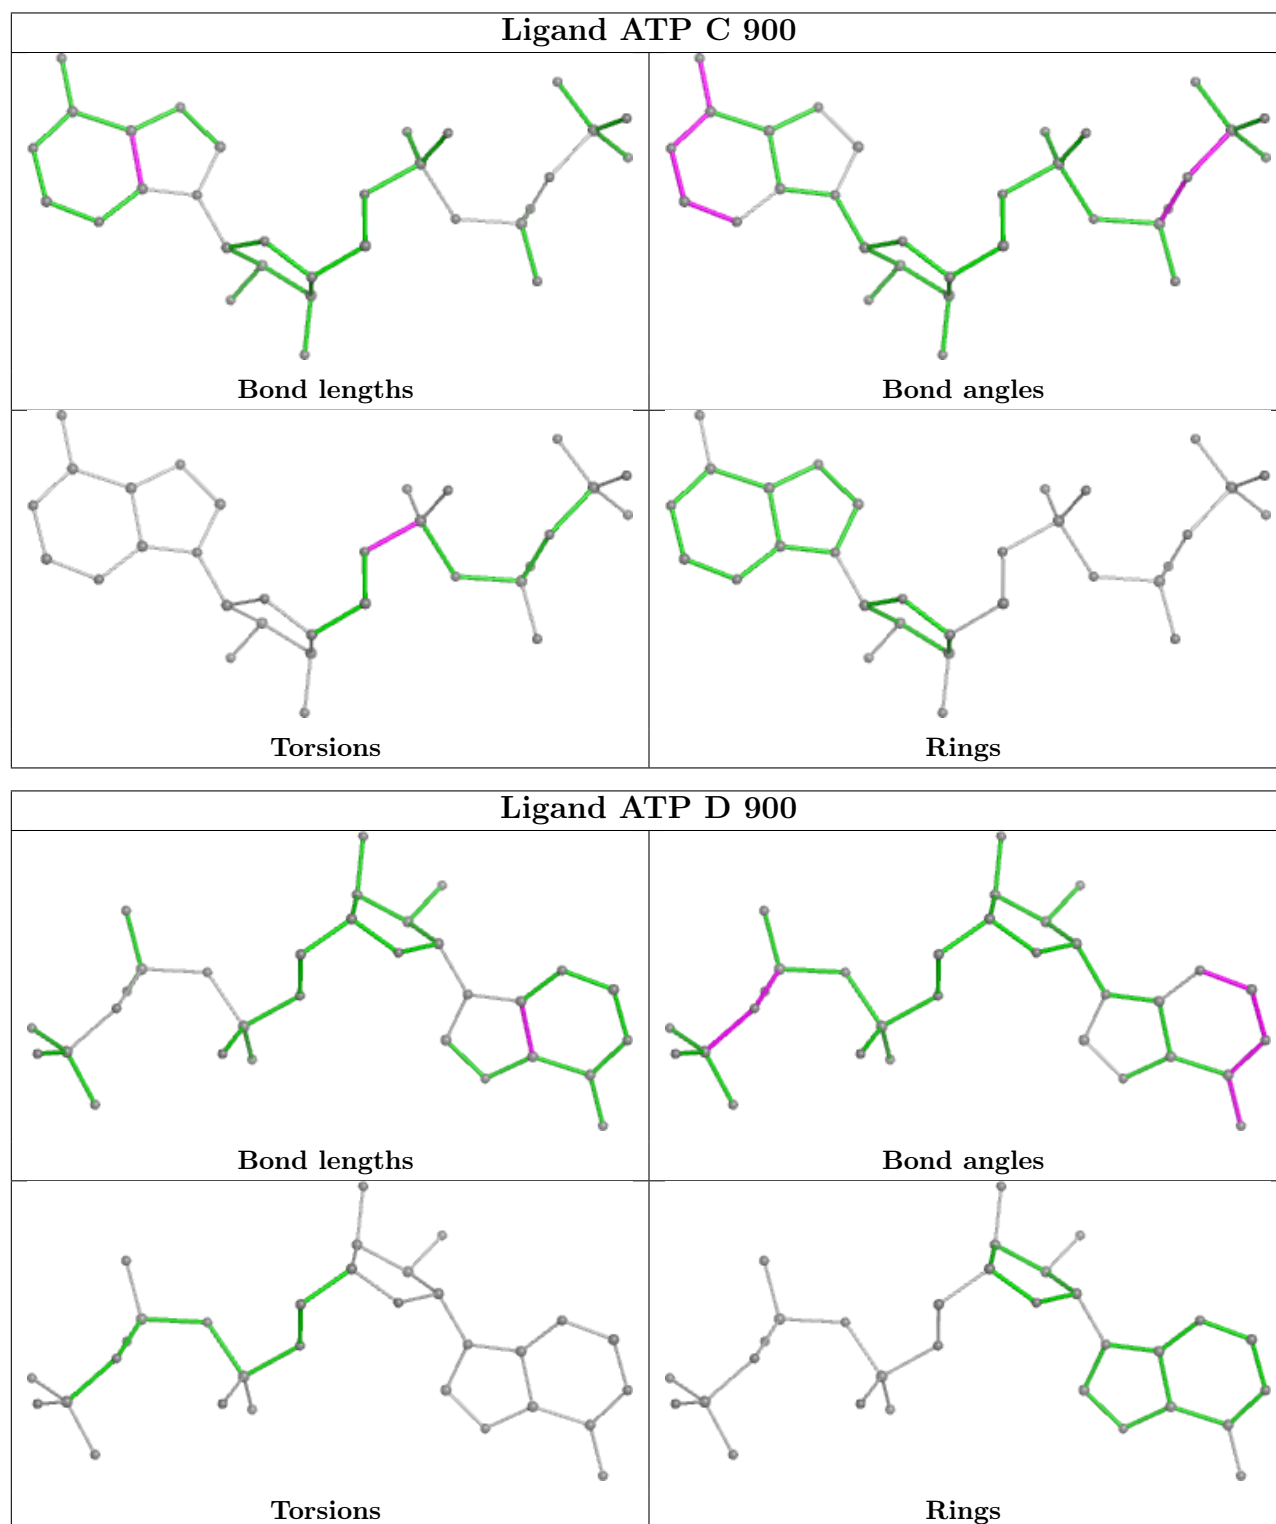 Ligand ATP C 900
Bond lengths
Bond angles
Torsions
Rings
Ligand ATP D 900
Bond lengths
Bond angles
Torsions
Rings